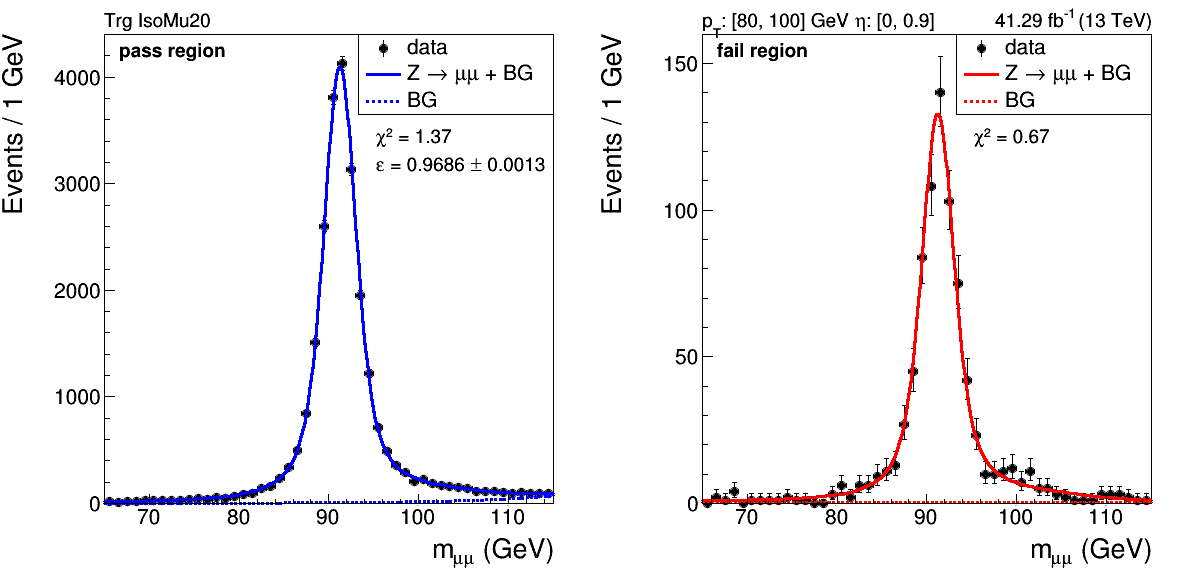 Trg IsoMu20
pass region
data
Z → μμ + BG
BG
χ² = 1.37
ε = 0.9686 ± 0.0013
Events / 1 GeV
4000
3000
2000
1000
0
70 80 90 100 110
mμμ (GeV)
pT: [80, 100] GeV η: [0, 0.9] 41.29 fb⁻¹ (13 TeV)
fail region
data
Z → μμ + BG
BG
χ² = 0.67
Events / 1 GeV
150
100
50
0
70 80 90 100 110
mμμ (GeV)